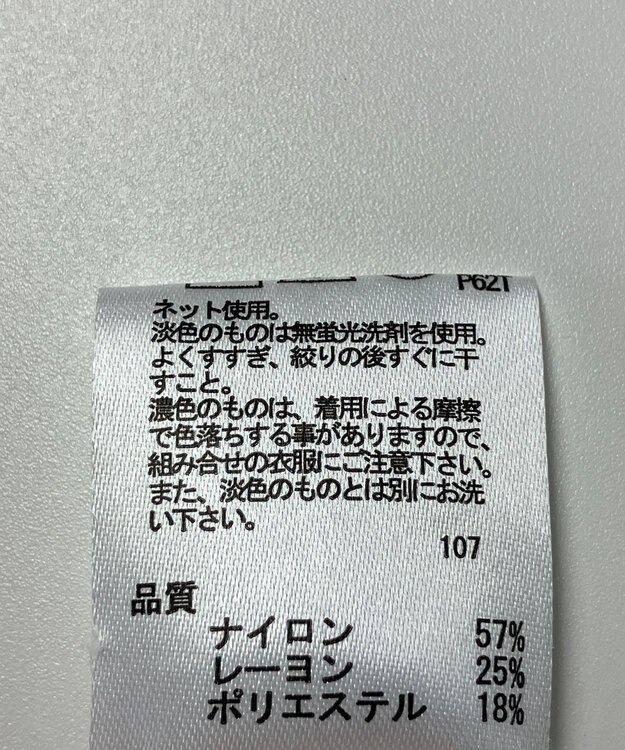 P621
ネット使用。
淡色のものは無蛍光洗剤を使用。
よくすすぎ、絞りの後すぐに干
すこと。
濃色のものは、着用による摩擦
で色落ちする事がありますので、
組み合せの衣服にご注意下さい。
また、淡色のものとは別にお洗
い下さい。
107
品質
ナイロン 57%
レーヨン 25%
ポリエステル 18%